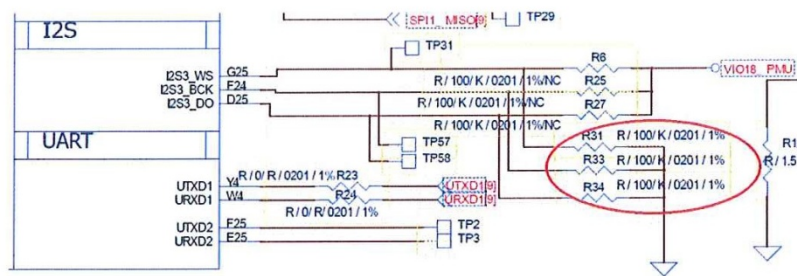 SPI1_MISO[9]
TP29
I2S
TP31
R6
VIO18_PMU
I2S3_WS G25
R / 100 / K / 0201 / 1%/NC
R25
I2S3_BCK F24
R / 100 / K / 0201 / 1%/NC
R27
I2S3_DO D25
R / 100 / K / 0201 / 1%/NC
UART
TP57
TP58
R31 R / 100 / K / 0201 / 1%
R33 R / 100 / K / 0201 / 1%
R34 R / 100 / K / 0201 / 1%
R1
R / 1.5
R / 0 / R / 0201 / 1% R23
UTXD1 Y4
UTXD1[9]
URXD1 W4
R24
URXD1[9]
R / 0 / R / 0201 / 1%
UTXD2 F25
TP2
URXD2 E25
TP3